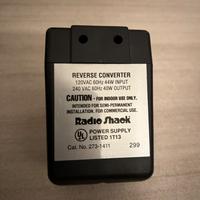 REVERSE CONVERTER
120VAC 60Hz 44W INPUT
240 VAC 60Hz 40W OUTPUT
CAUTION - FOR INDOOR USE ONLY.
INTENDED FOR SEMI-PERMANENT
INSTALLATION. FOR COMMERCIAL USE.
Radio Shack
UL POWER SUPPLY
LISTED 1T13
Cat. No. 273-1411 299